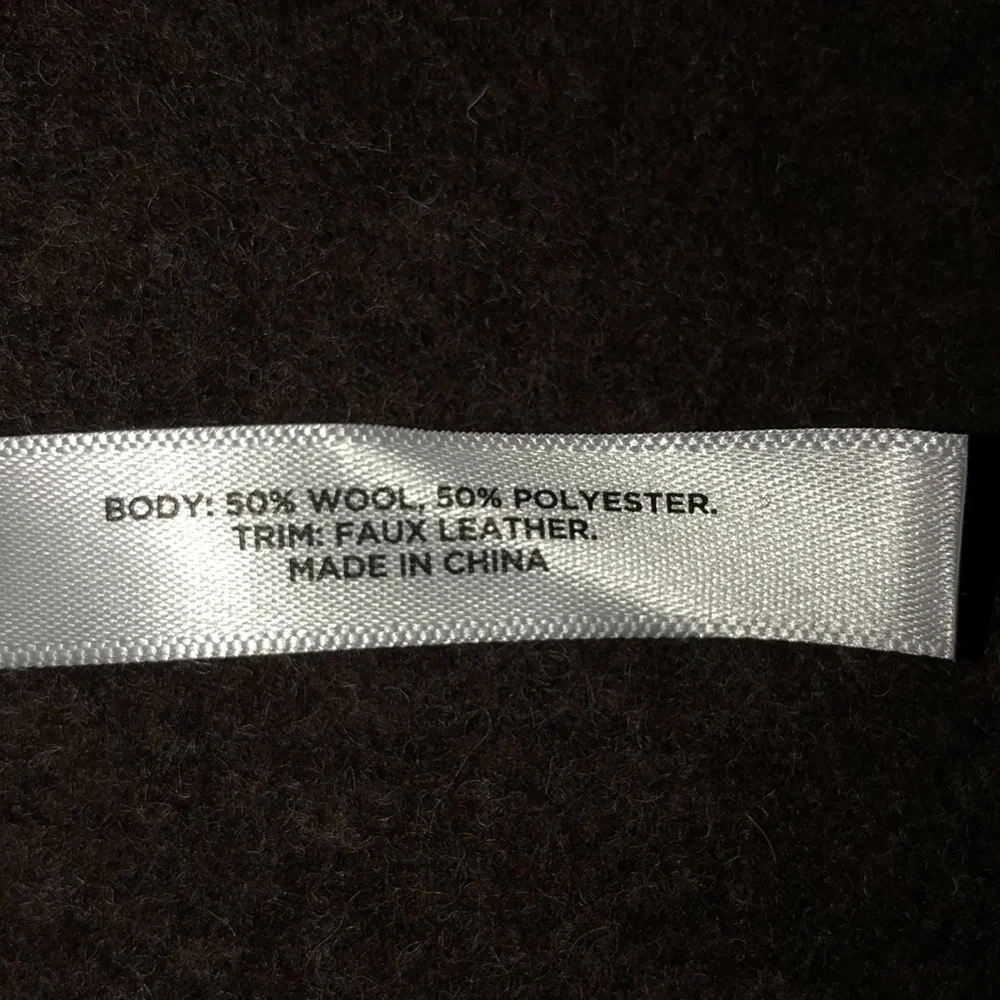 BODY: 50% WOOL, 50% POLYESTER.
TRIM: FAUX LEATHER.
MADE IN CHINA